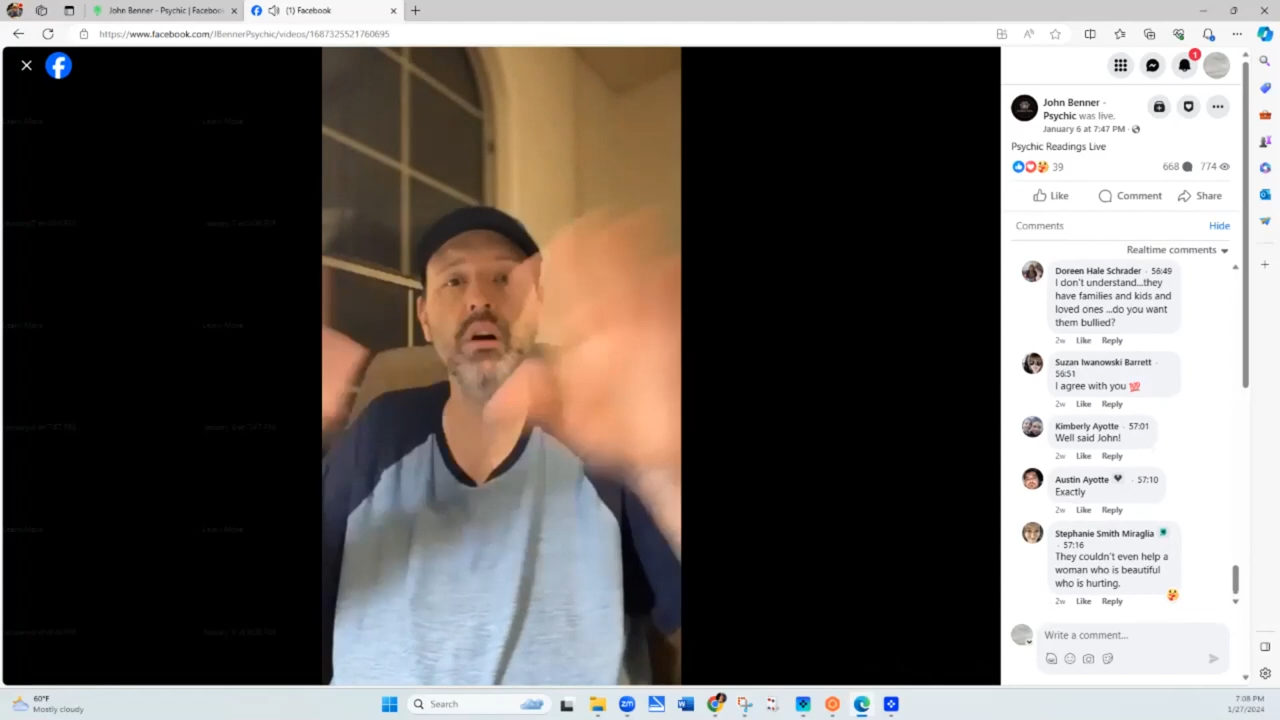 John Benner - Psychic | Facebook
(1) Facebook
https://www.facebook.com/JBennerPsychic/videos/1687325521760695
1
John Benner -
Psychic was live.
January 6 at 7:47 PM
Psychic Readings Live
39
668
774
Like
Comment
Share
Comments
Hide
Realtime comments
Doreen Hale Schrader · 56:49
I don't understand...they
have families and kids and
loved ones ...do you want
them bullied?
2w Like Reply
Suzan Iwanowski Barrett ·
56:51
I agree with you 💯
2w Like Reply
Kimberly Ayotte · 57:01
Well said John!
2w Like Reply
Austin Ayotte · 57:10
Exactly
2w Like Reply
Stephanie Smith Miraglia
· 57:16
They couldn't even help a
woman who is beautiful
who is hurting.
2w Like Reply
Write a comment...
60°F
Mostly cloudy
Search
zm
7:08 PM
1/27/2024